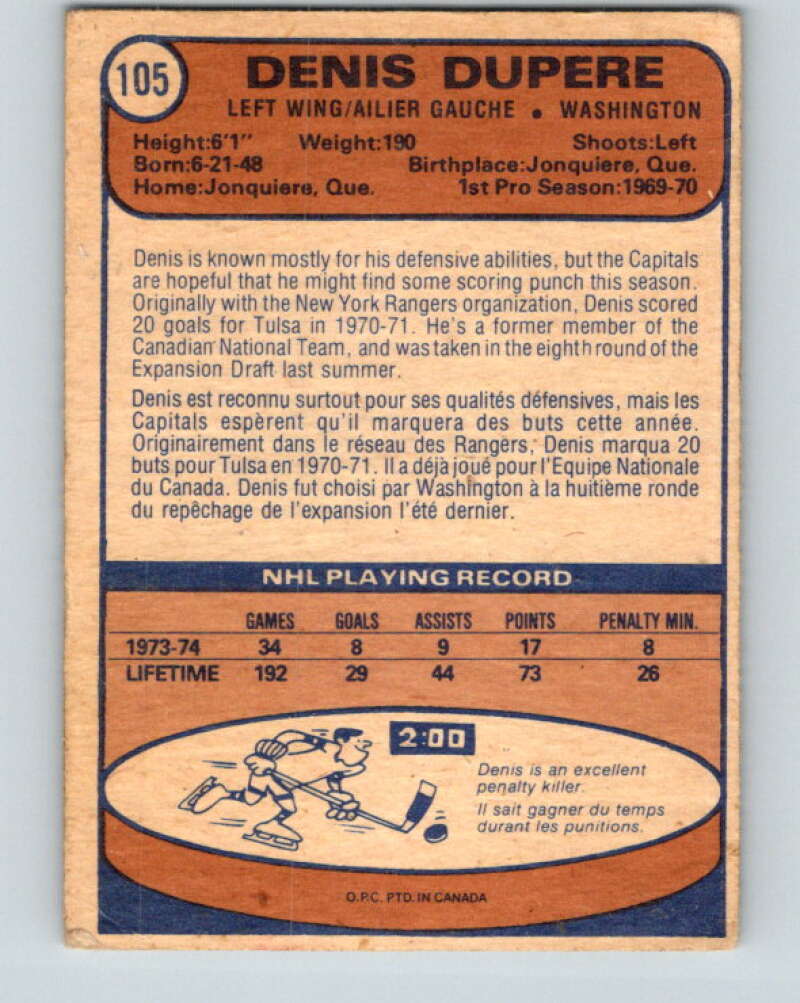 105
DENIS DUPERE
LEFT WING/AILIER GAUCHE • WASHINGTON
Height:6'1" Weight:190 Shoots:Left
Born:6-21-48 Birthplace:Jonquiere, Que.
Home:Jonquiere, Que. 1st Pro Season:1969-70
Denis is known mostly for his defensive abilities, but the Capitals
are hopeful that he might find some scoring punch this season.
Originally with the New York Rangers organization, Denis scored
20 goals for Tulsa in 1970-71. He's a former member of the
Canadian National Team, and was taken in the eighth round of the
Expansion Draft last summer.
Denis est reconnu surtout pour ses qualités défensives, mais les
Capitals espèrent qu'il marquera des buts cette année.
Originairement dans le réseau des Rangers, Denis marqua 20
buts pour Tulsa en 1970-71. Il a déjà joué pour l'Equipe Nationale
du Canada. Denis fut choisi par Washington à la huitième ronde
du repêchage de l'expansion l'été dernier.
NHL PLAYING RECORD
GAMES GOALS ASSISTS POINTS PENALTY MIN.
1973-74 34 8 9 17 8
LIFETIME 192 29 44 73 26
2:00
Denis is an excellent
penalty killer.
Il sait gagner du temps
durant les punitions.
O.P.C. PTD. IN CANADA